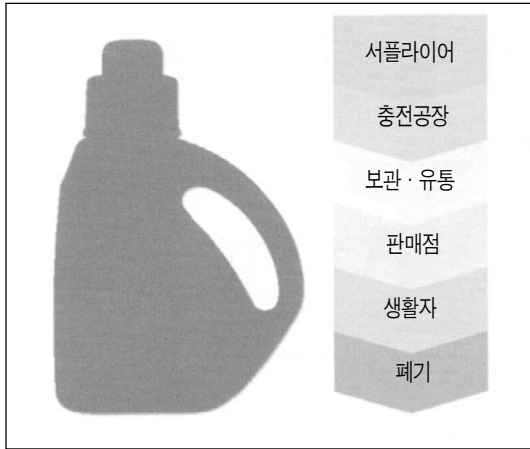 서플라이어
충전공장
보관 · 유통
판매점
생활자
폐기